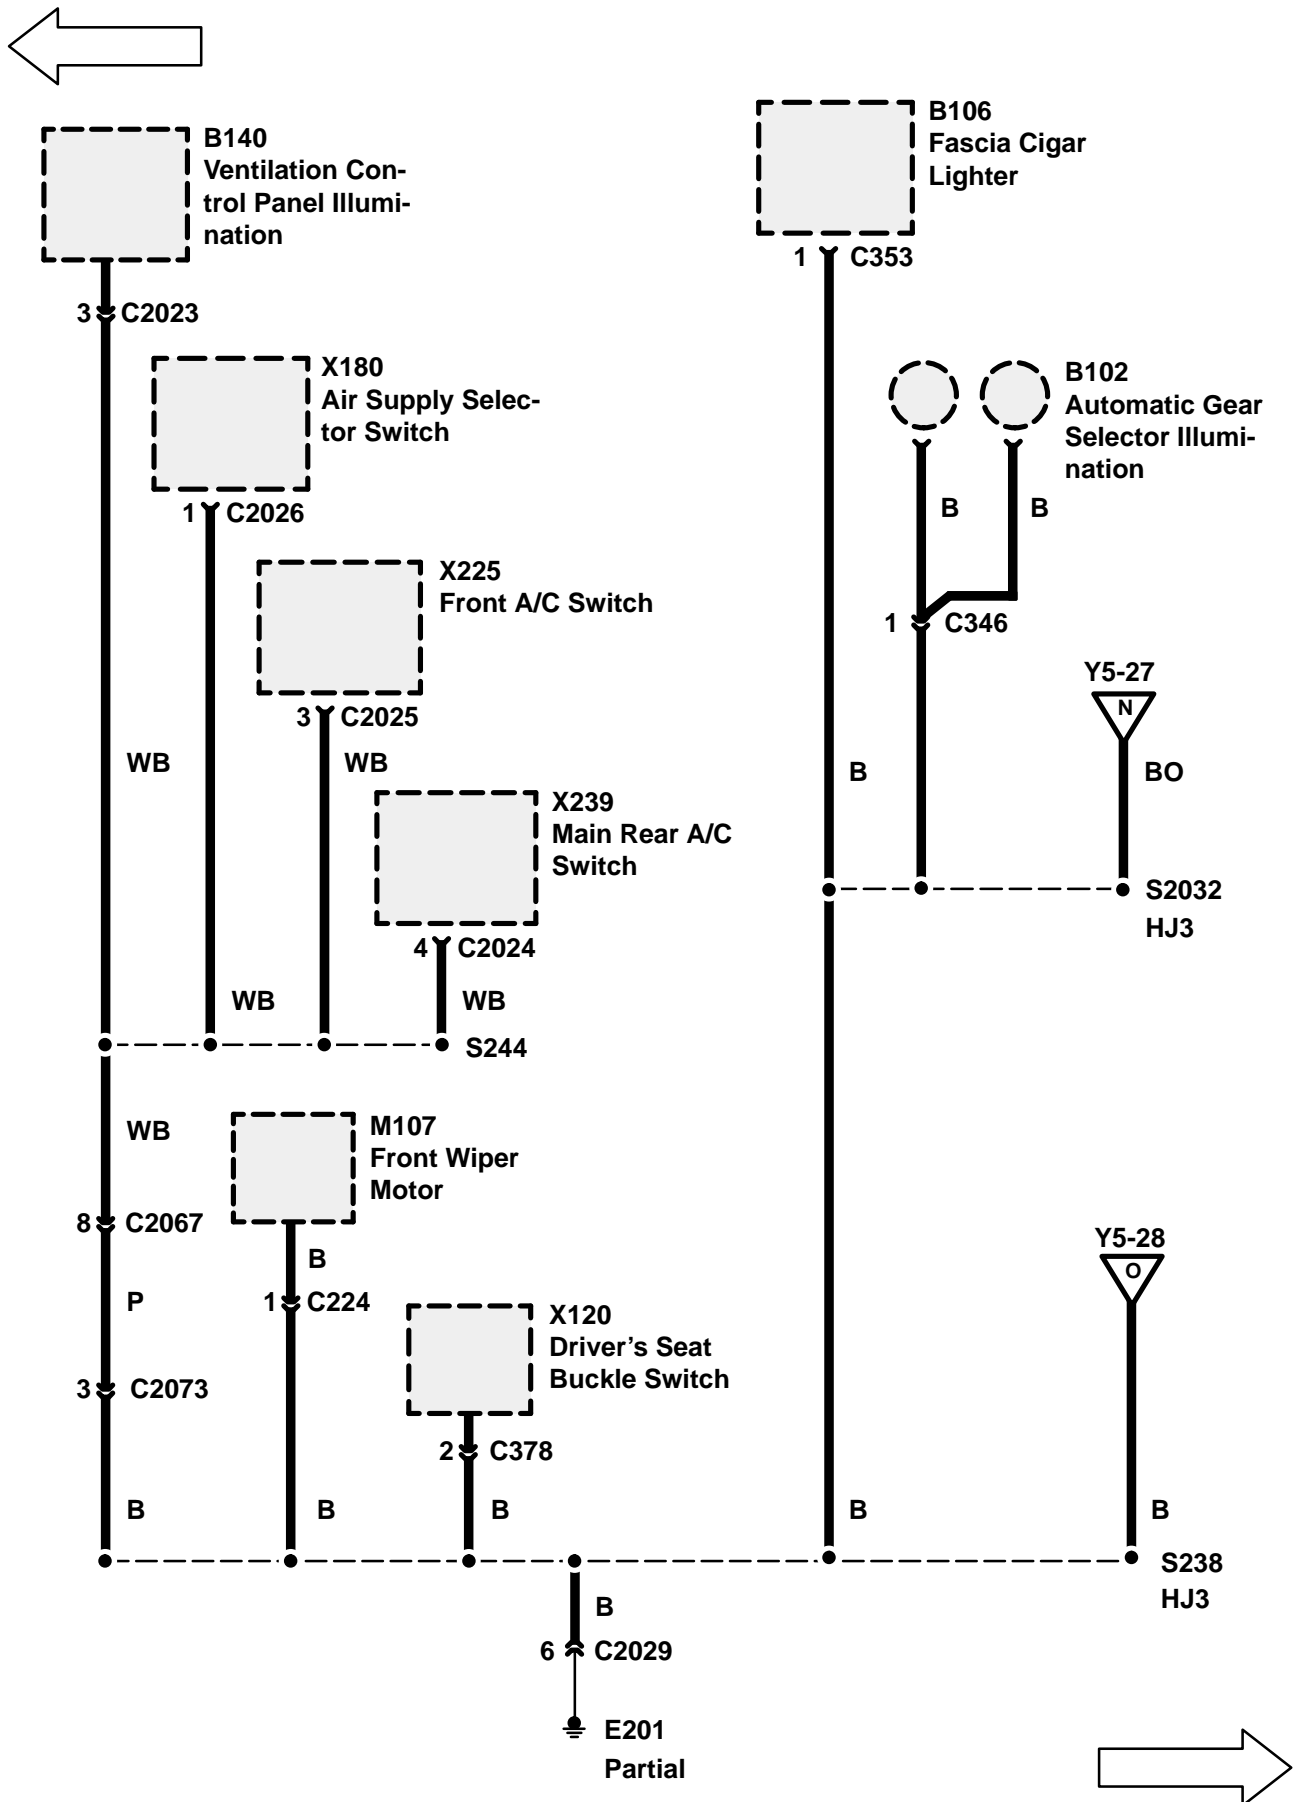 B140
Ventilation Con-
trol Panel Illumi-
nation
B106
Fascia Cigar
Lighter
1 C353
3 C2023
X180
Air Supply Selec-
tor Switch
B102
Automatic Gear
Selector Illumi-
nation
1 C2026
B B
X225
Front A/C Switch
1 C346
Y5-27
N
3 C2025
WB
WB
B
BO
X239
Main Rear A/C
Switch
S2032
HJ3
4 C2024
WB
WB
S244
WB
M107
Front Wiper
Motor
8 C2067
Y5-28
O
B
P
1 C224
X120
Driver’s Seat
Buckle Switch
3 C2073
2 C378
B
B
B
B
B
S238
HJ3
B
6 C2029
E201
Partial